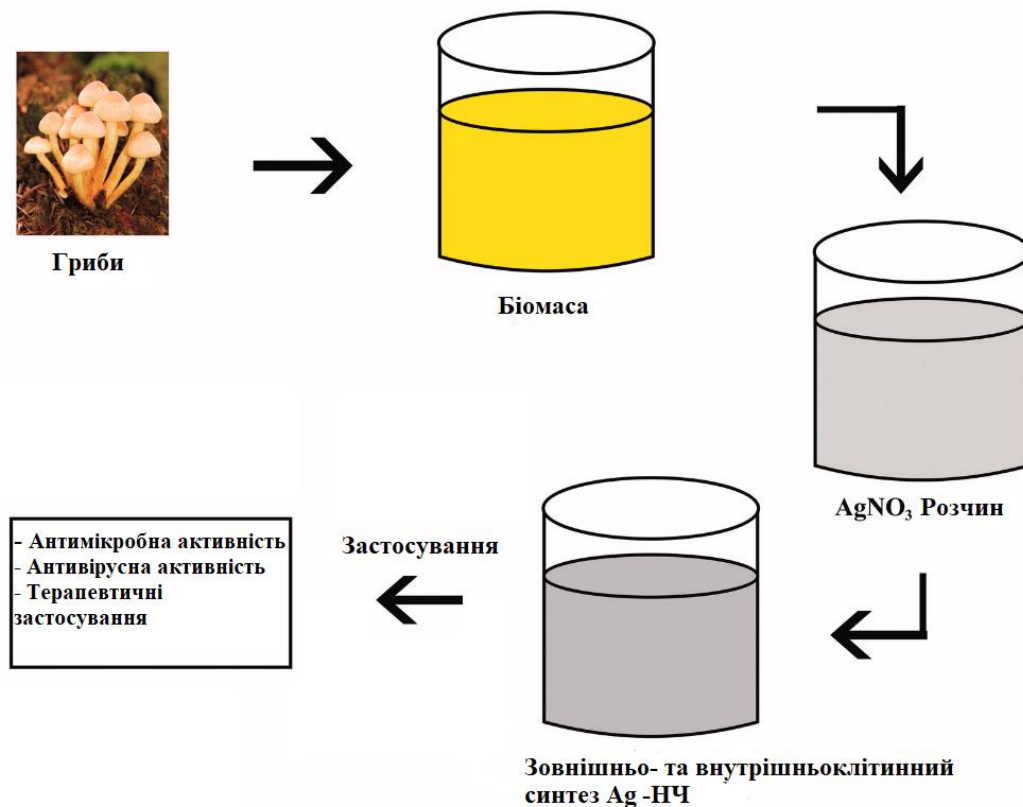 Гриби
Біомаса
AgNO₃ Розчин
Зовнішньо- та внутрішньоклітинний
синтез Ag -НЧ
Застосування
- Антимікробна активність
- Антивірусна активність
- Терапевтичні
застосування